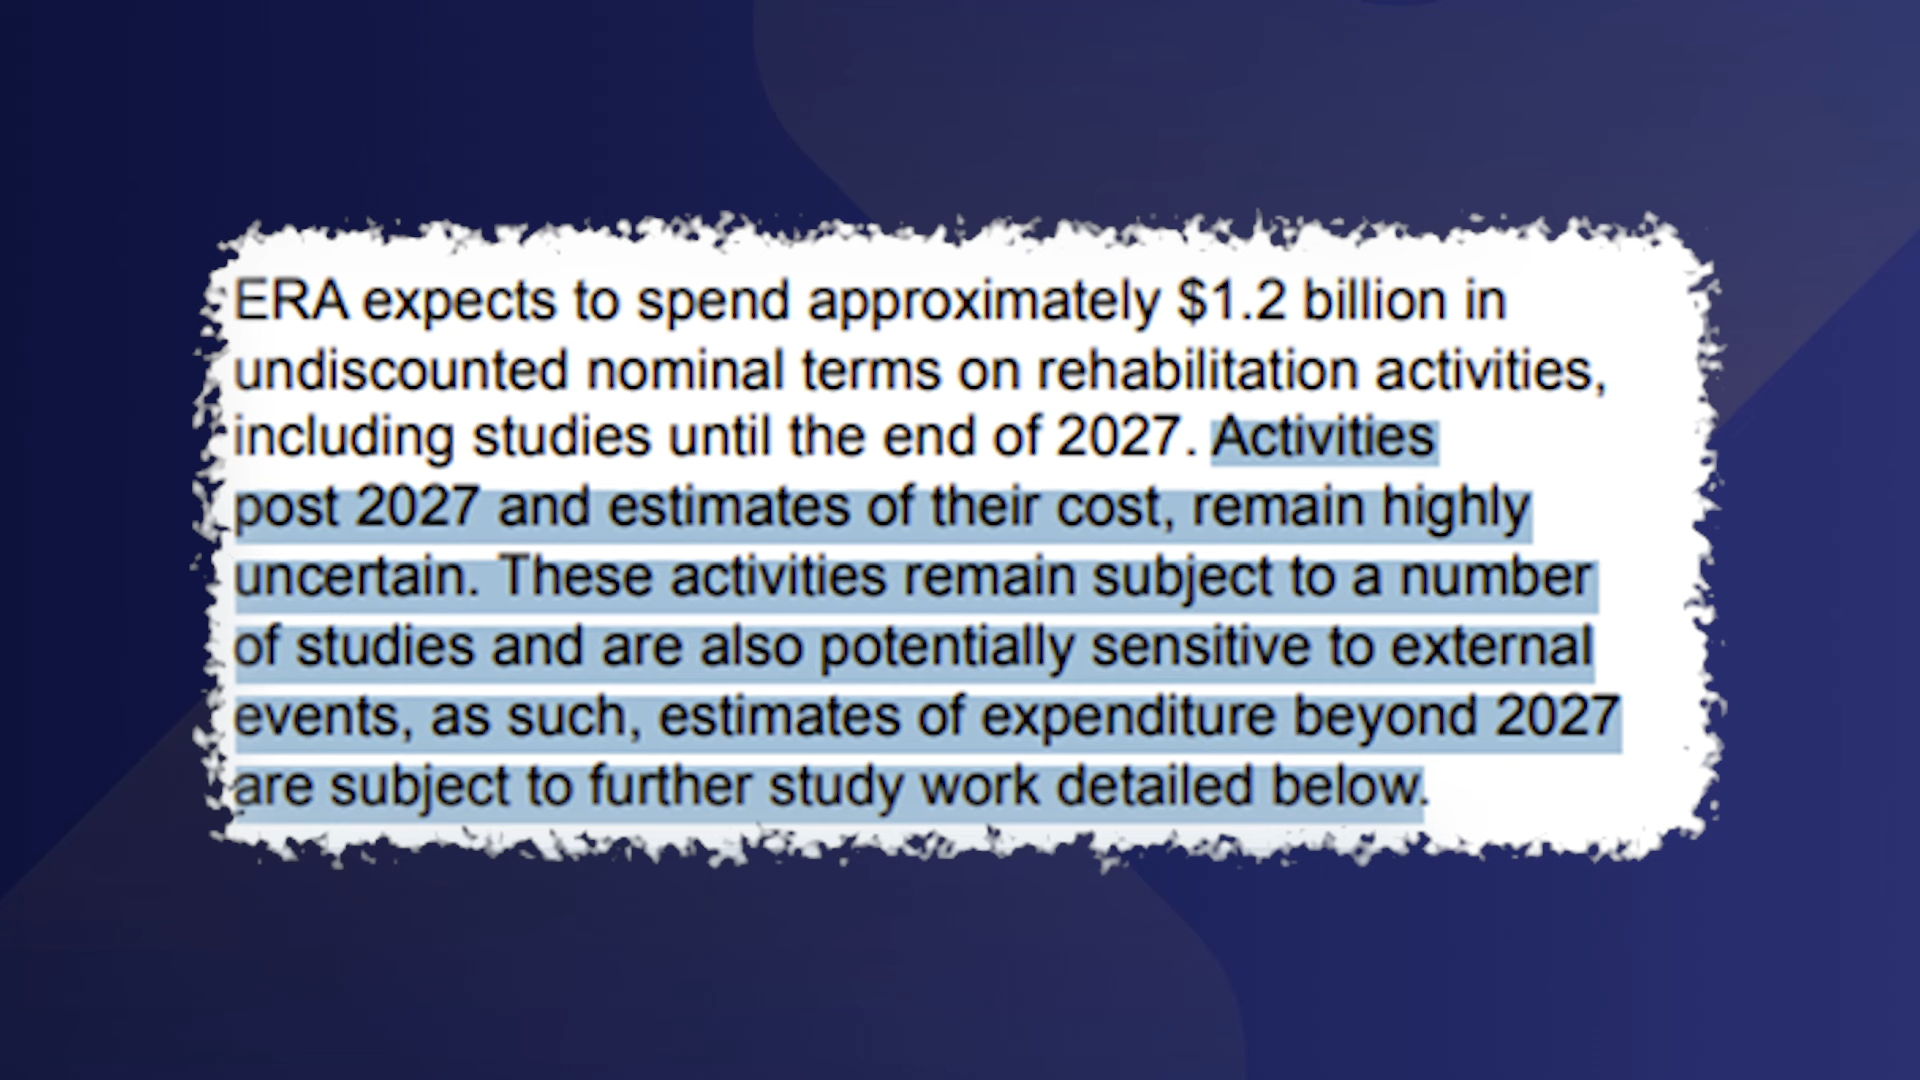 ERA expects to spend approximately $1.2 billion in
undiscounted nominal terms on rehabilitation activities,
including studies until the end of 2027. Activities
post 2027 and estimates of their cost, remain highly
uncertain. These activities remain subject to a number
of studies and are also potentially sensitive to external
events, as such, estimates of expenditure beyond 2027
are subject to further study work detailed below.